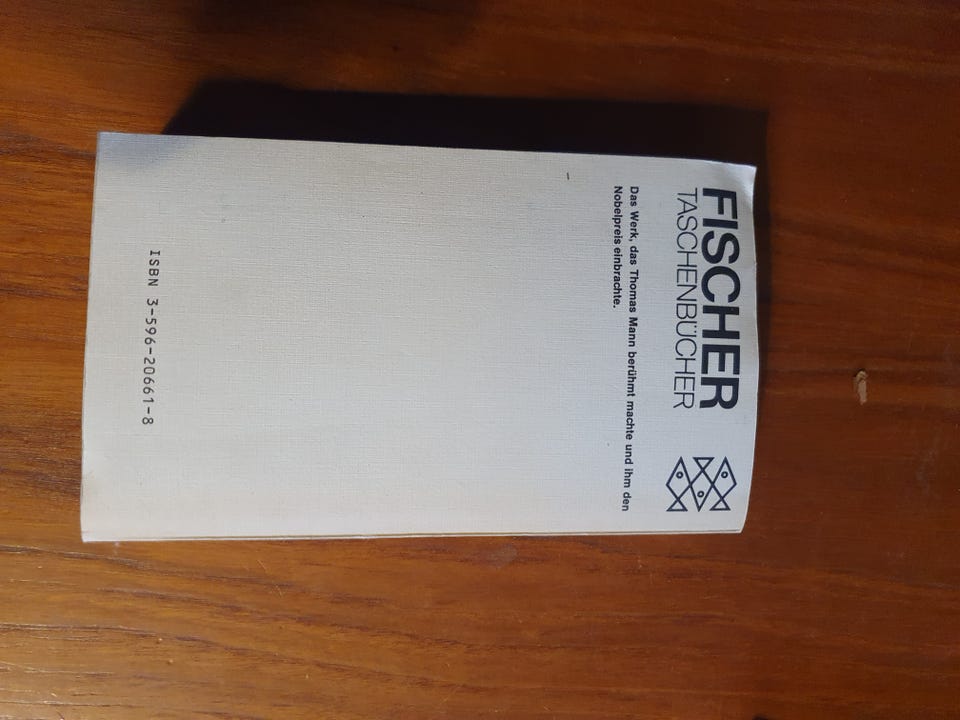 FISCHER
TASCHENBÜCHER
Das Werk, das Thomas Mann berühmt machte und ihm den
Nobelpreis einbrachte.
ISBN 3-596-20661-8